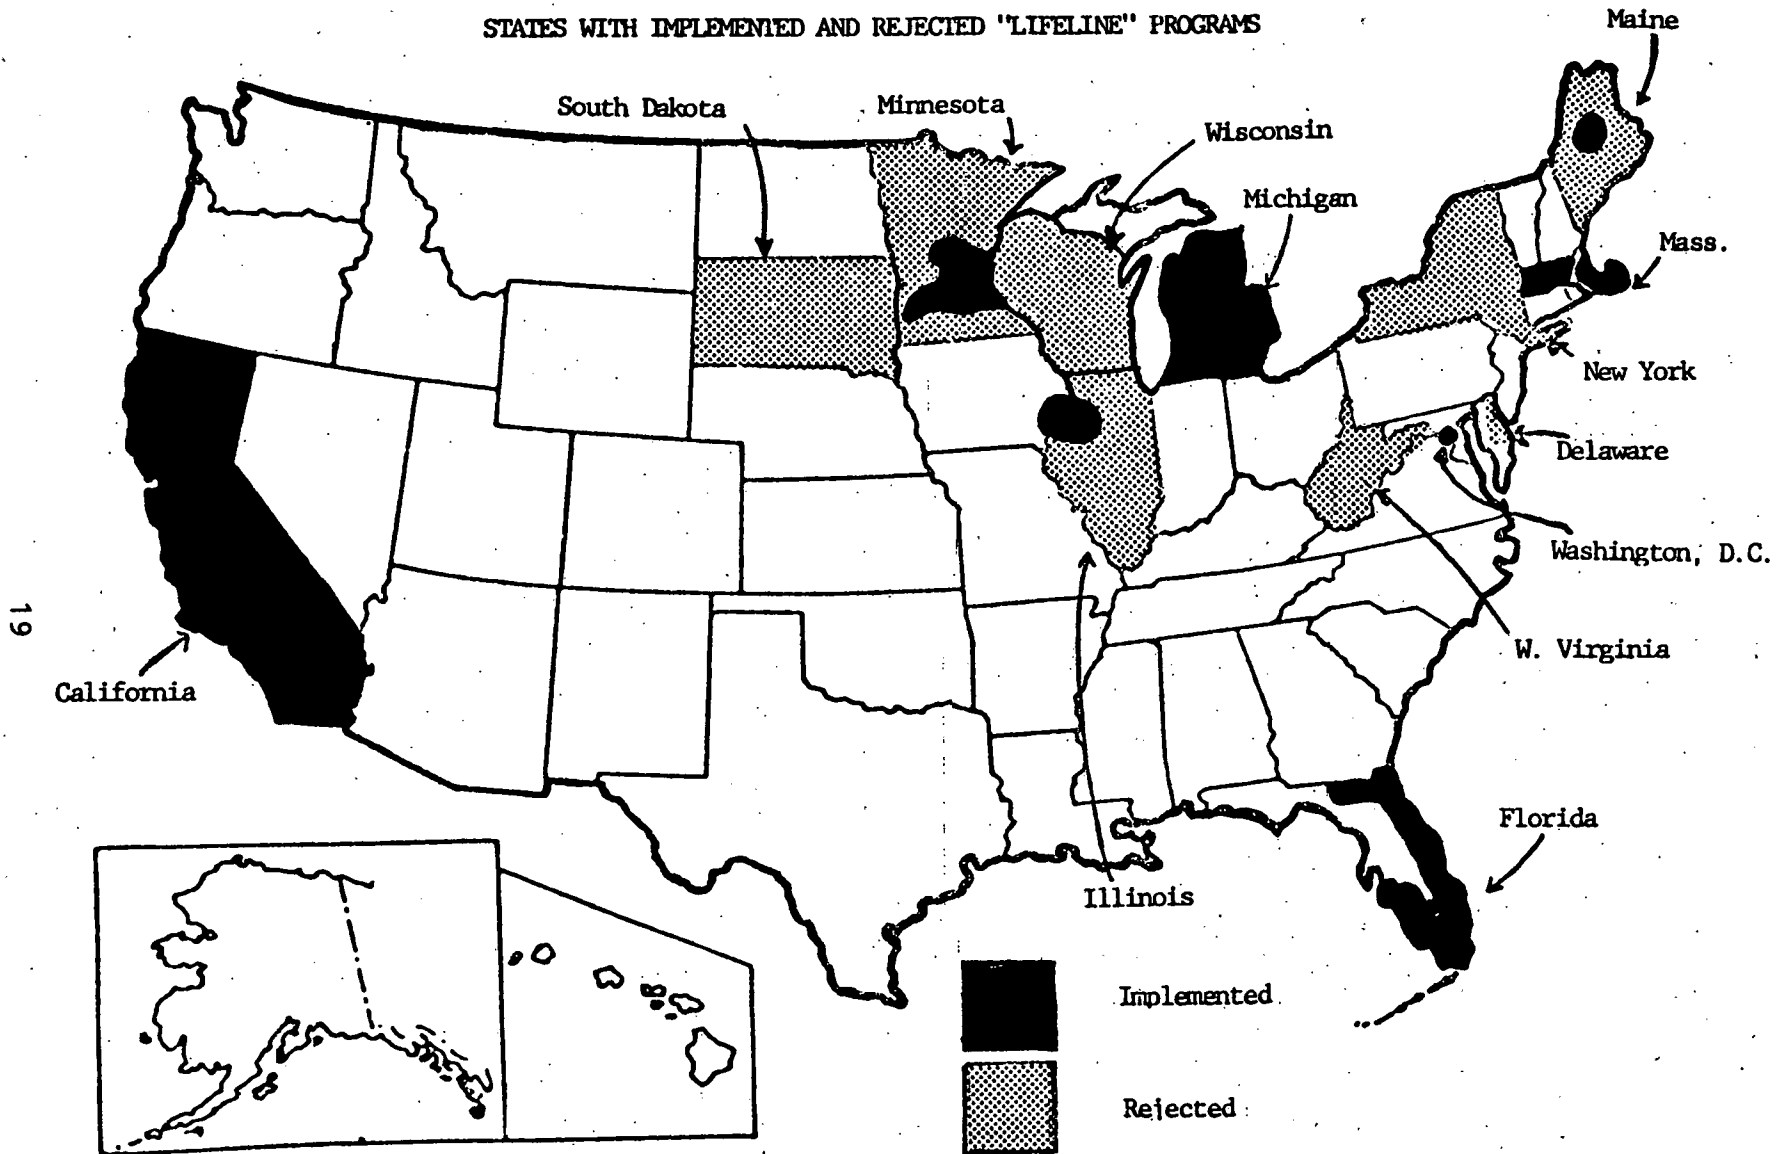 STATES WITH IMPLEMENTED AND REJECTED "LIFELINE" PROGRAMS
Maine
South Dakota
Minnesota
Wisconsin
Michigan
Mass.
New York
Delaware
Washington, D.C.
W. Virginia
19
California
Florida
Illinois
Implemented
Rejected